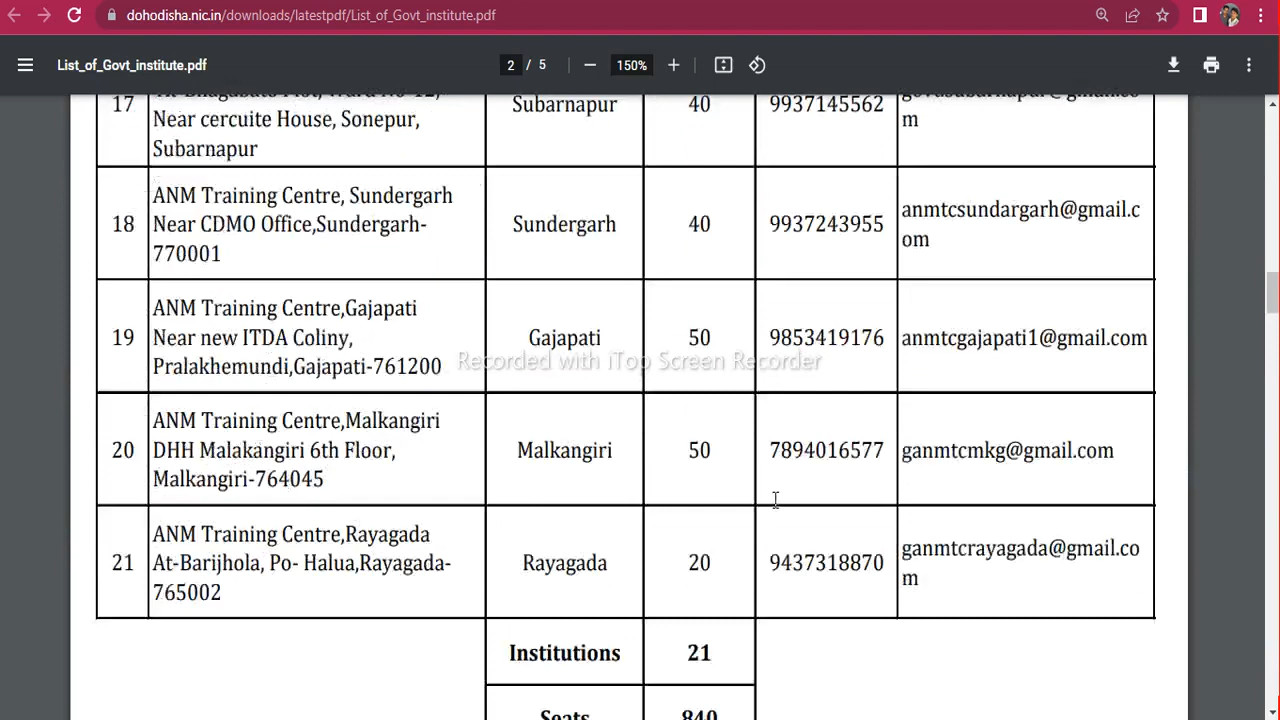 dohodisha.nic.in/downloads/latestpdf/List_of_Govt_institute.pdf
List_of_Govt_institute.pdf
2 / 5
150%
17
Near cercuite House, Sonepur,
Subarnapur
Subarnapur
40
9937145562
m
18
ANM Training Centre, Sundergarh
Near CDMO Office,Sundergarh-
770001
Sundergarh
40
9937243955
anmtcsundargarh@gmail.c
om
19
ANM Training Centre,Gajapati
Near new ITDA Coliny,
Pralakhemundi,Gajapati-761200
Gajapati
50
9853419176
anmtcgajapati1@gmail.com
Recorded with iTop Screen Recorder
20
ANM Training Centre,Malkangiri
DHH Malakangiri 6th Floor,
Malkangiri-764045
Malkangiri
50
7894016577
ganmtcmkg@gmail.com
21
ANM Training Centre,Rayagada
At-Barijhola, Po- Halua,Rayagada-
765002
Rayagada
20
9437318870
ganmtcrayagada@gmail.co
m
Institutions
21
Seats
840